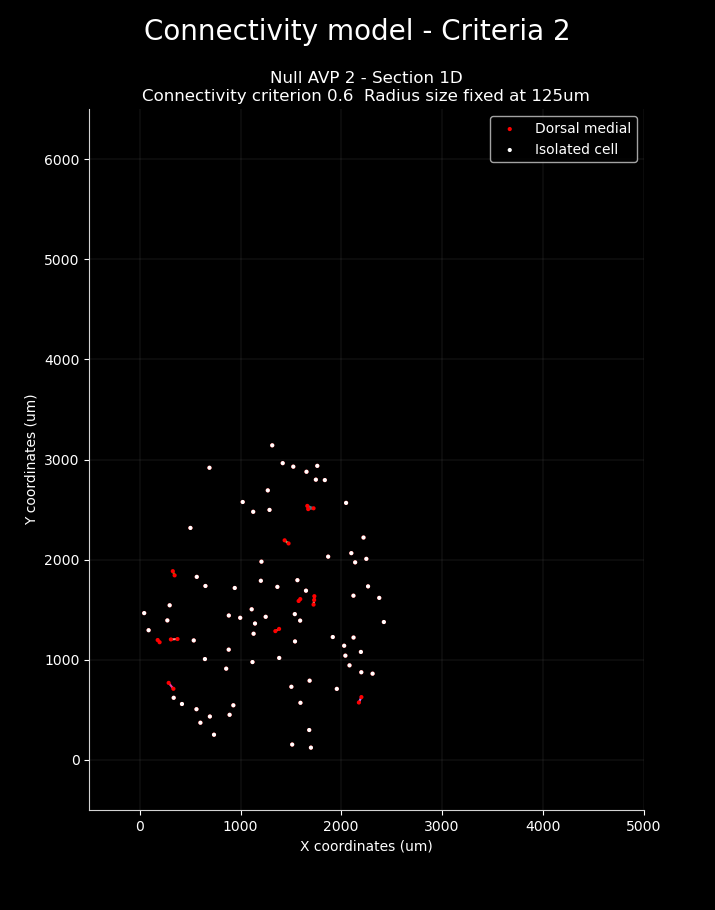 Connectivity model - Criteria 2
Null AVP 2 - Section 1D
Connectivity criterion 0.6  Radius size fixed at 125um
Dorsal medial
Isolated cell
6000
5000
4000
3000
2000
1000
0
Y coordinates (um)
0 1000 2000 3000 4000 5000
X coordinates (um)